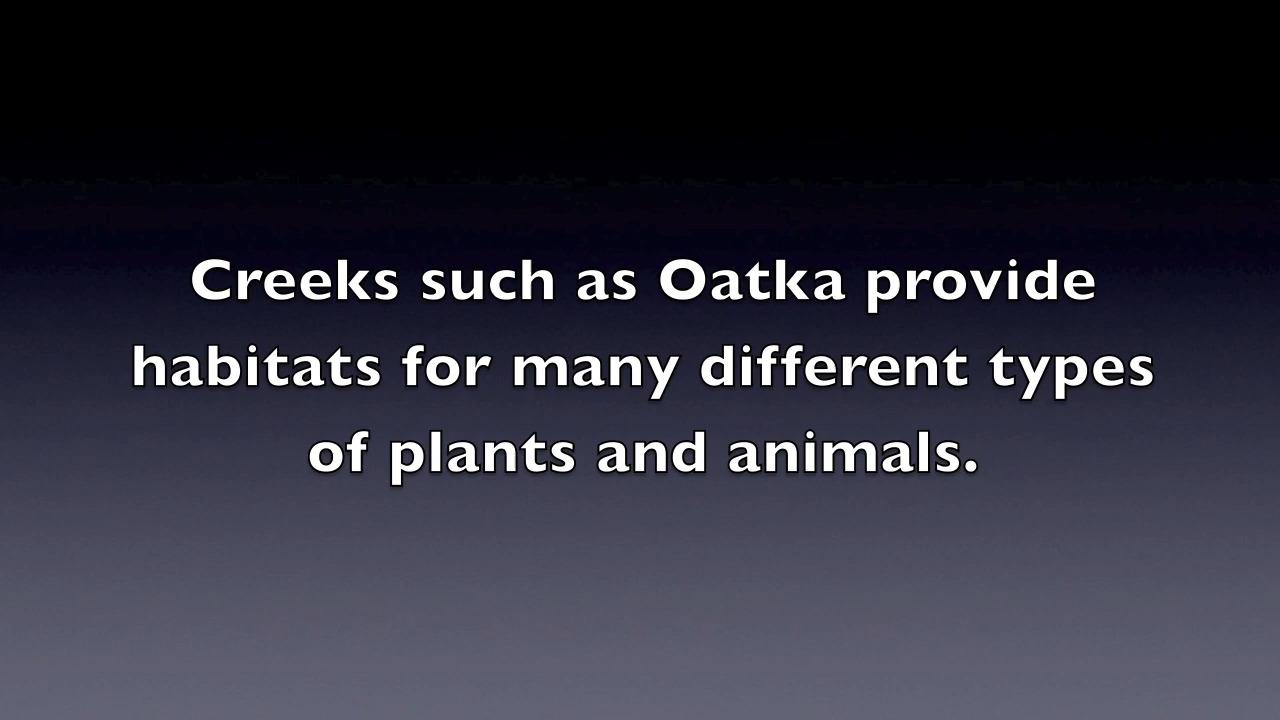 Creeks such as Oatka provide
habitats for many different types
of plants and animals.